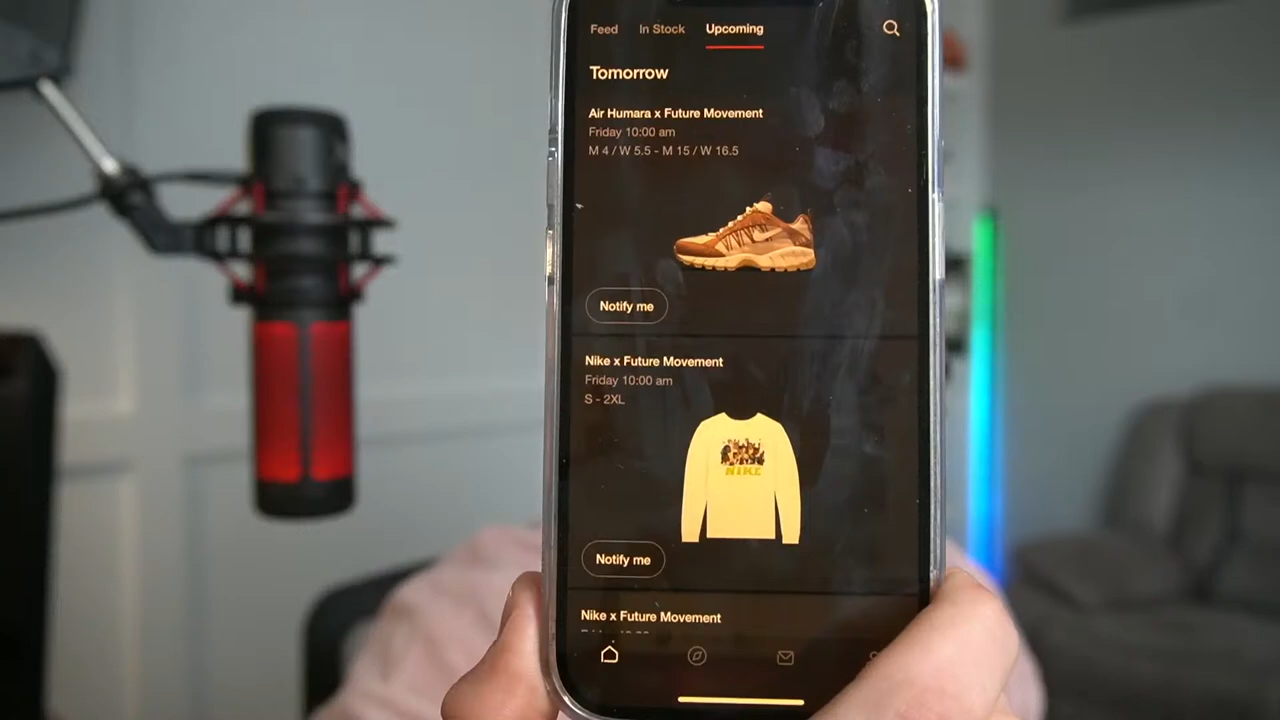 Feed In Stock Upcoming
Tomorrow
Air Humara x Future Movement
Friday 10:00 am
M 4 / W 5.5 - M 15 / W 16.5
Notify me
Nike x Future Movement
Friday 10:00 am
S - 2XL
NIKE
Notify me
Nike x Future Movement